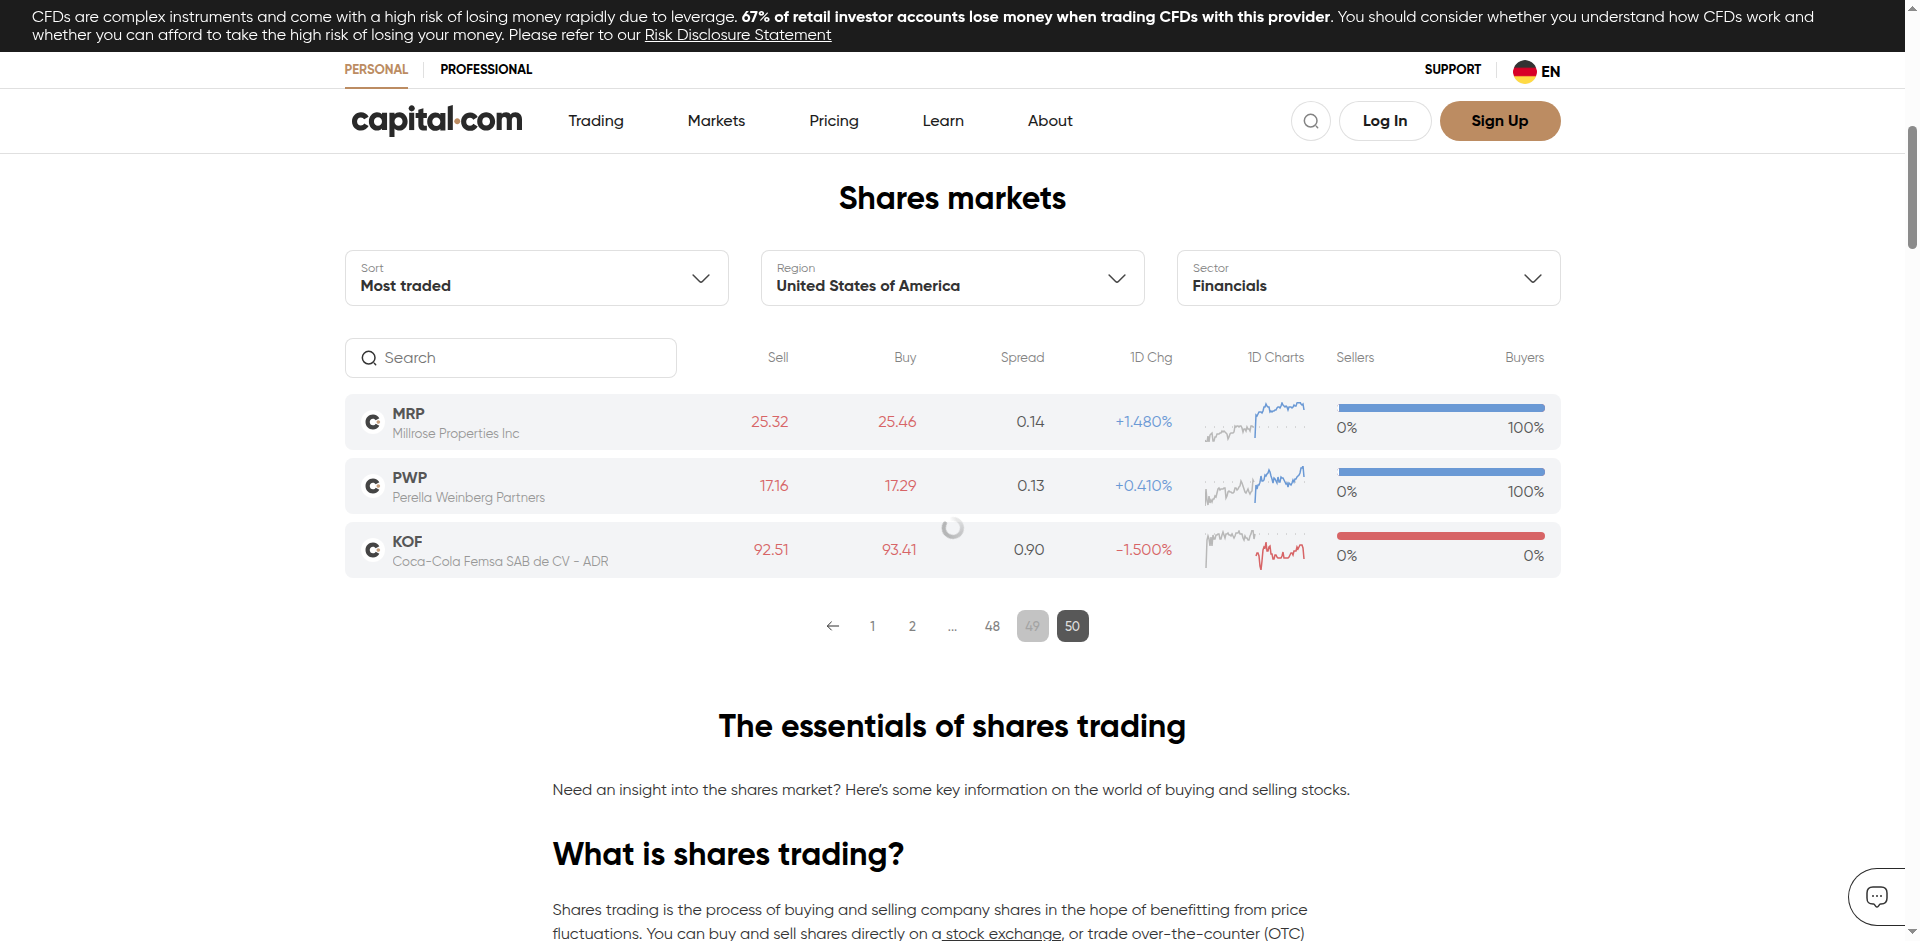 CFDs are complex instruments and come with a high risk of losing money rapidly due to leverage. 67% of retail investor accounts lose money when trading CFDs with this provider. You should consider whether you understand how CFDs work and
whether you can afford to take the high risk of losing your money. Please refer to our Risk Disclosure Statement
PERSONAL PROFESSIONAL SUPPORT EN
capital.com Trading Markets Pricing Learn About Log In Sign Up
Shares markets
Sort
Most traded
Region
United States of America
Sector
Financials
Search Sell Buy Spread 1D Chg 1D Charts Sellers Buyers
MRP
Millrose Properties Inc
25.32 25.46 0.14 +1.480% 0% 100%
PWP
Perella Weinberg Partners
17.16 17.29 0.13 +0.410% 0% 100%
KOF
Coca-Cola Femsa SAB de CV - ADR
92.51 93.41 0.90 -1.500% 0% 0%
1 2 ... 48 49 50
The essentials of shares trading
Need an insight into the shares market? Here's some key information on the world of buying and selling stocks.
What is shares trading?
Shares trading is the process of buying and selling company shares in the hope of benefitting from price
fluctuations. You can buy and sell shares directly on a stock exchange, or trade over-the-counter (OTC)